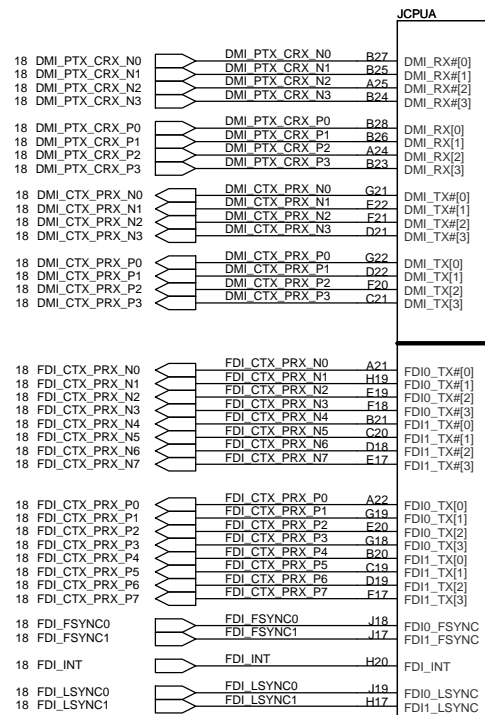 JCPUA
18 DMI_PTX_CRX_N0 DMI_PTX_CRX_N0 B27 DMI_RX#[0]
18 DMI_PTX_CRX_N1 DMI_PTX_CRX_N1 B25 DMI_RX#[1]
18 DMI_PTX_CRX_N2 DMI_PTX_CRX_N2 A25 DMI_RX#[2]
18 DMI_PTX_CRX_N3 DMI_PTX_CRX_N3 B24 DMI_RX#[3]
18 DMI_PTX_CRX_P0 DMI_PTX_CRX_P0 B28 DMI_RX[0]
18 DMI_PTX_CRX_P1 DMI_PTX_CRX_P1 B26 DMI_RX[1]
18 DMI_PTX_CRX_P2 DMI_PTX_CRX_P2 A24 DMI_RX[2]
18 DMI_PTX_CRX_P3 DMI_PTX_CRX_P3 B23 DMI_RX[3]
18 DMI_CTX_PRX_N0 DMI_CTX_PRX_N0 G21 DMI_TX#[0]
18 DMI_CTX_PRX_N1 DMI_CTX_PRX_N1 E22 DMI_TX#[1]
18 DMI_CTX_PRX_N2 DMI_CTX_PRX_N2 F21 DMI_TX#[2]
18 DMI_CTX_PRX_N3 DMI_CTX_PRX_N3 D21 DMI_TX#[3]
18 DMI_CTX_PRX_P0 DMI_CTX_PRX_P0 G22 DMI_TX[0]
18 DMI_CTX_PRX_P1 DMI_CTX_PRX_P1 D22 DMI_TX[1]
18 DMI_CTX_PRX_P2 DMI_CTX_PRX_P2 F20 DMI_TX[2]
18 DMI_CTX_PRX_P3 DMI_CTX_PRX_P3 C21 DMI_TX[3]
18 FDI_CTX_PRX_N0 FDI_CTX_PRX_N0 A21 FDI0_TX#[0]
18 FDI_CTX_PRX_N1 FDI_CTX_PRX_N1 H19 FDI0_TX#[1]
18 FDI_CTX_PRX_N2 FDI_CTX_PRX_N2 E19 FDI0_TX#[2]
18 FDI_CTX_PRX_N3 FDI_CTX_PRX_N3 F18 FDI0_TX#[3]
18 FDI_CTX_PRX_N4 FDI_CTX_PRX_N4 B21 FDI1_TX#[0]
18 FDI_CTX_PRX_N5 FDI_CTX_PRX_N5 C20 FDI1_TX#[1]
18 FDI_CTX_PRX_N6 FDI_CTX_PRX_N6 D18 FDI1_TX#[2]
18 FDI_CTX_PRX_N7 FDI_CTX_PRX_N7 E17 FDI1_TX#[3]
18 FDI_CTX_PRX_P0 FDI_CTX_PRX_P0 A22 FDI0_TX[0]
18 FDI_CTX_PRX_P1 FDI_CTX_PRX_P1 G19 FDI0_TX[1]
18 FDI_CTX_PRX_P2 FDI_CTX_PRX_P2 E20 FDI0_TX[2]
18 FDI_CTX_PRX_P3 FDI_CTX_PRX_P3 G18 FDI0_TX[3]
18 FDI_CTX_PRX_P4 FDI_CTX_PRX_P4 B20 FDI1_TX[0]
18 FDI_CTX_PRX_P5 FDI_CTX_PRX_P5 C19 FDI1_TX[1]
18 FDI_CTX_PRX_P6 FDI_CTX_PRX_P6 D19 FDI1_TX[2]
18 FDI_CTX_PRX_P7 FDI_CTX_PRX_P7 F17 FDI1_TX[3]
18 FDI_FSYNC0 FDI_FSYNC0 J18 FDI0_FSYNC
18 FDI_FSYNC1 FDI_FSYNC1 J17 FDI1_FSYNC
18 FDI_INT FDI_INT H20 FDI_INT
18 FDI_LSYNC0 FDI_LSYNC0 J19 FDI0_LSYNC
18 FDI_LSYNC1 FDI_LSYNC1 H17 FDI1_LSYNC